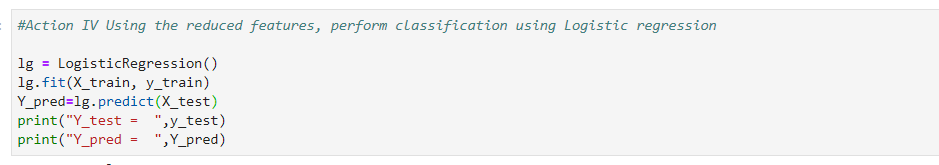 #Action IV Using the reduced features, perform classification using Logistic regression
lg = LogisticRegression()
lg.fit(X_train, y_train)
Y_pred=lg.predict(X_test)
print("Y_test =  ",y_test)
print("Y_pred =  ",Y_pred)